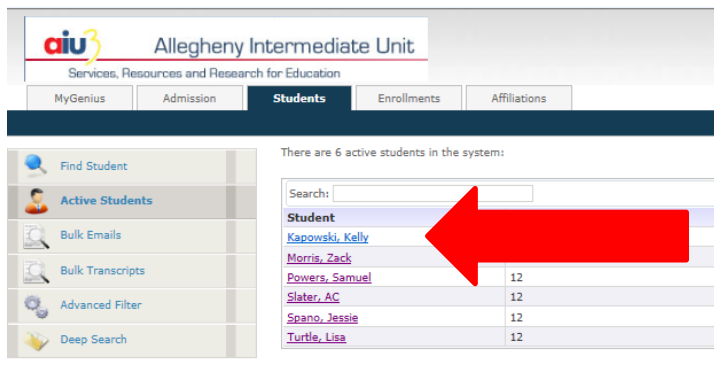 aiu3 Allegheny Intermediate Unit
Services, Resources and Research for Education
MyGenius Admission Students Enrollments Affiliations
There are 6 active students in the system:
Find Student
Active Students
Bulk Emails
Bulk Transcripts
Advanced Filter
Deep Search
Search:
Student
Kapowski, Kelly
Morris, Zack
Powers, Samuel 12
Slater, AC 12
Spano, Jessie 12
Turtle, Lisa 12